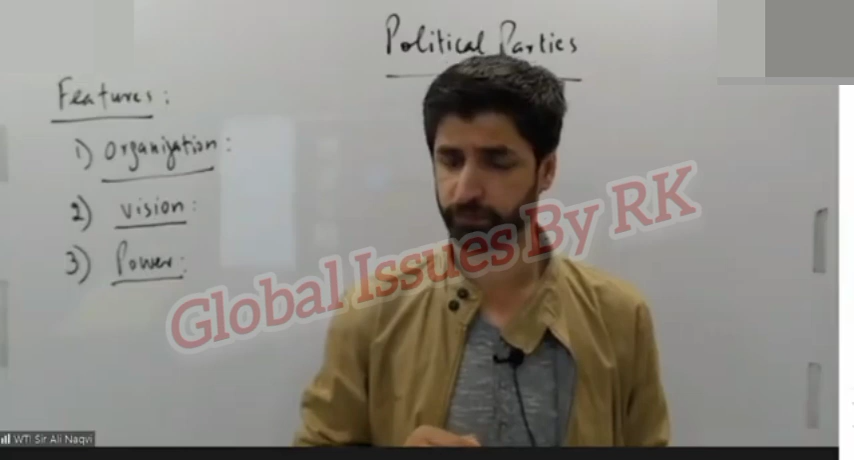 Political Parties
Features:
1) Organization:
2) Vision:
3) Power:
Global Issues By RK
WTI Sir Ali Naqvi